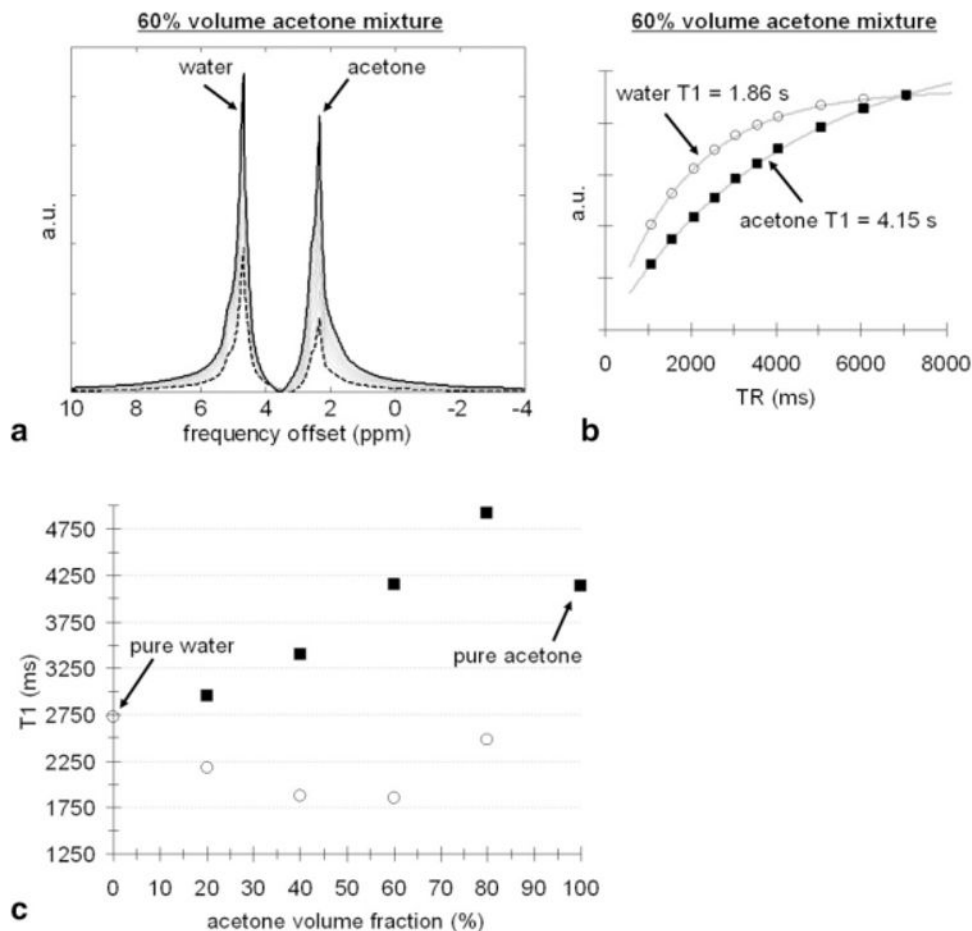 60% volume acetone mixture
water
acetone
a.u.
10 8 6 4 2 0 -2 -4
frequency offset (ppm)
a
60% volume acetone mixture
water T1 = 1.86 s
acetone T1 = 4.15 s
a.u.
0 2000 4000 6000 8000
TR (ms)
b
4750
4250
3750
3250
2750
2250
1750
1250
T1 (ms)
pure water
pure acetone
0 10 20 30 40 50 60 70 80 90 100
acetone volume fraction (%)
c